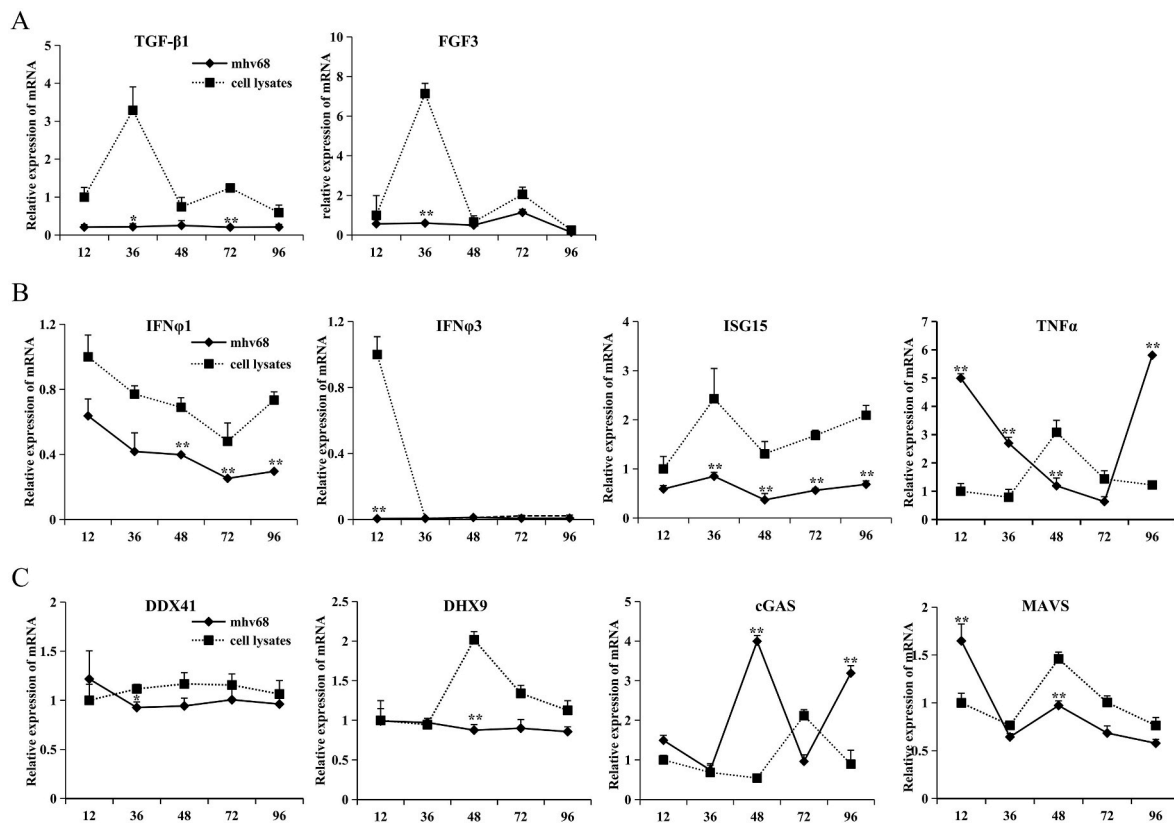 A
TGF-β1
Relative expression of mRNA
5
4
3
2
1
0
mhv68
cell lysates
*
**
12 36 48 72 96
FGF3
relative expression of mRNA
10
8
6
4
2
0
**
12 36 48 72 96
B
IFNφ1
Relative expression of mRNA
1.2
0.8
0.4
0
mhv68
cell lysates
**
**
**
12 36 48 72 96
IFNφ3
Relative expression of mRNA
1.2
0.8
0.4
0
**
12 36 48 72 96
ISG15
Relative expression of mRNA
4
3
2
1
0
**
**
**
**
12 36 48 72 96
TNFα
Relative expression of mRNA
7
6
5
4
3
2
1
0
**
**
**
**
12 36 48 72 96
C
DDX41
Relative expression of mRNA
2
1.5
1
0.5
0
mhv68
cell lysates
*
12 36 48 72 96
DHX9
Relative expression of mRNA
2.5
2
1.5
1
0.5
0
**
12 36 48 72 96
cGAS
Relative expression of mRNA
5
4
3
2
1
0
**
**
12 36 48 72 96
MAVS
Relative expression of mRNA
2
1.5
1
0.5
0
**
**
12 36 48 72 96